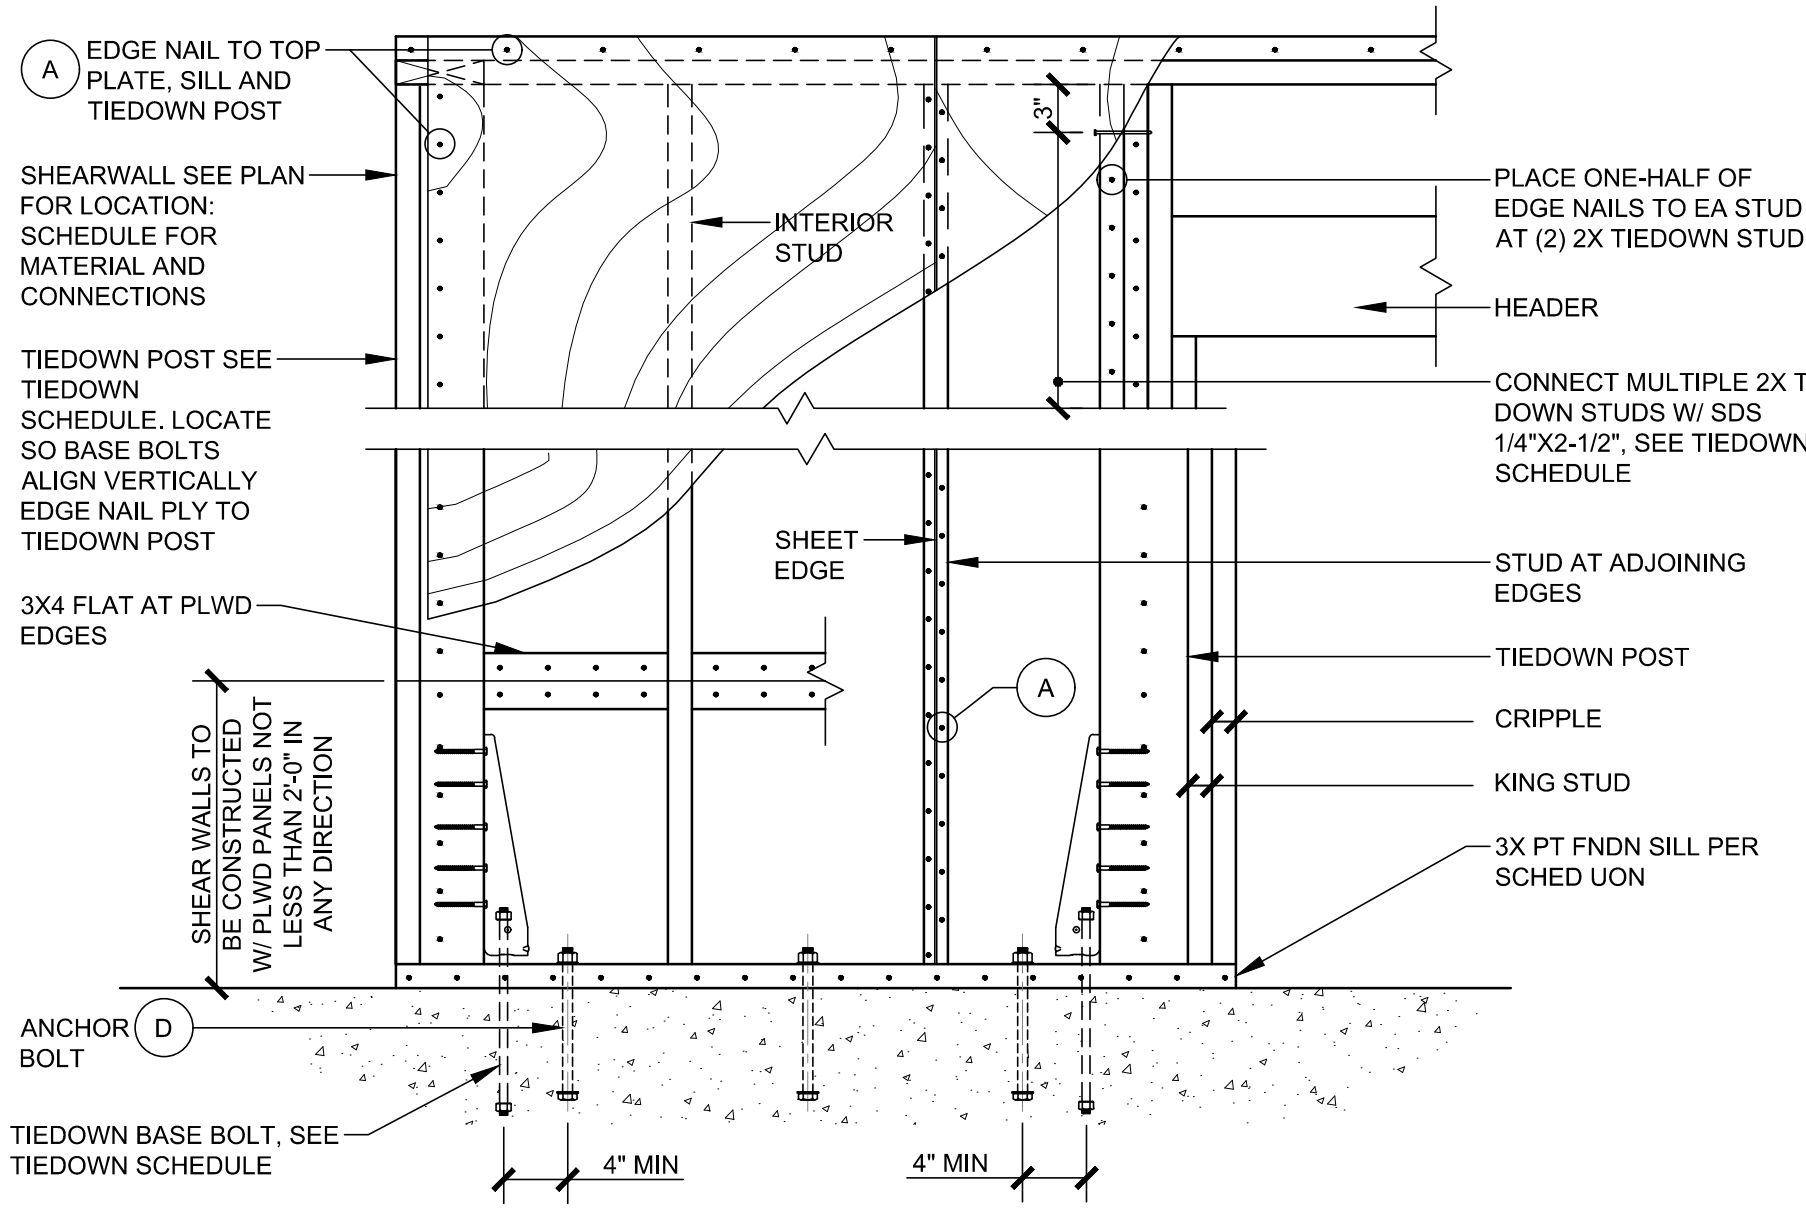 A
EDGE NAIL TO TOP
PLATE, SILL AND
TIEDOWN POST
SHEARWALL SEE PLAN
FOR LOCATION:
SCHEDULE FOR
MATERIAL AND
CONNECTIONS
TIEDOWN POST SEE
TIEDOWN
SCHEDULE. LOCATE
SO BASE BOLTS
ALIGN VERTICALLY
EDGE NAIL PLY TO
TIEDOWN POST
3X4 FLAT AT PLWD
EDGES
SHEAR WALLS TO
BE CONSTRUCTED
W/ PLWD PANELS NOT
LESS THAN 2'-0" IN
ANY DIRECTION
ANCHOR
BOLT
D
TIEDOWN BASE BOLT, SEE
TIEDOWN SCHEDULE
4" MIN
4" MIN
INTERIOR
STUD
3"
SHEET
EDGE
A
PLACE ONE-HALF OF
EDGE NAILS TO EA STUD
AT (2) 2X TIEDOWN STUD
HEADER
CONNECT MULTIPLE 2X T
DOWN STUDS W/ SDS
1/4"X2-1/2", SEE TIEDOWN
SCHEDULE
STUD AT ADJOINING
EDGES
TIEDOWN POST
CRIPPLE
KING STUD
3X PT FNDN SILL PER
SCHED UON